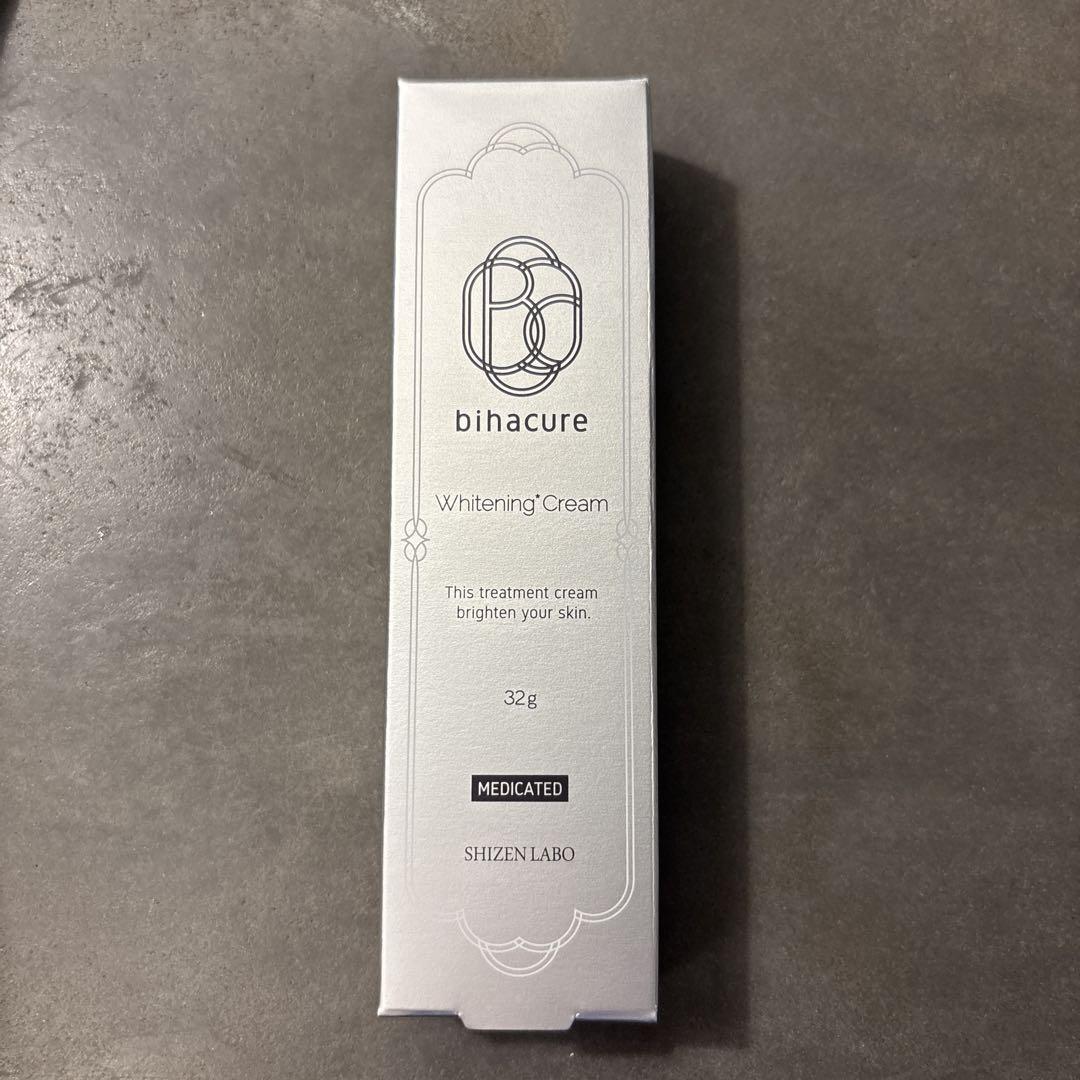 bihacure
Whitening* Cream
This treatment cream
brighten your skin.
32g
MEDICATED
SHIZEN LABO